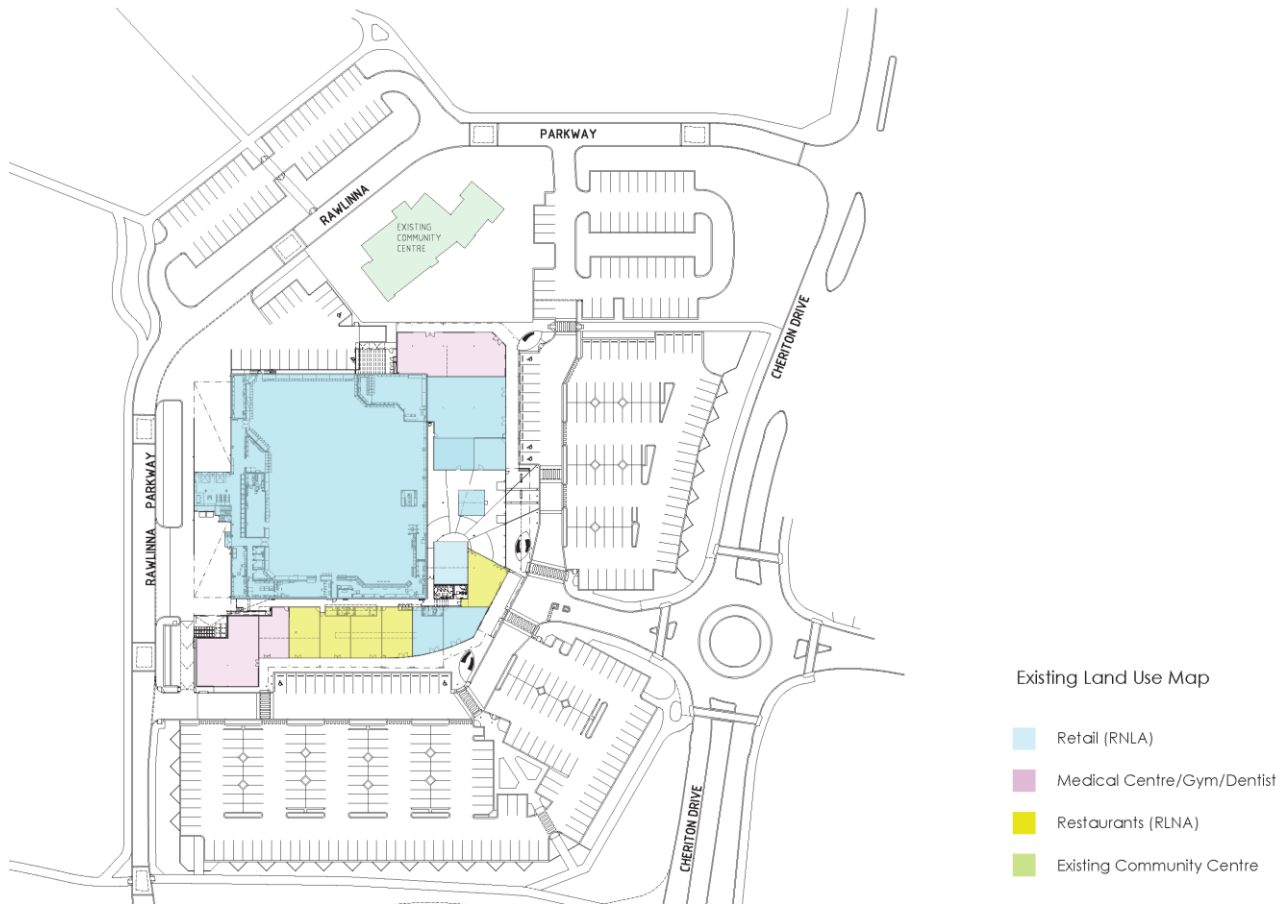 PARKWAY
RAWLINNA
EXISTING
COMMUNITY
CENTRE
CHERITON DRIVE
RAWLINNA PARKWAY
CHERITON DRIVE
Existing Land Use Map
Retail (RNLA)
Medical Centre/Gym/Dentist
Restaurants (RLNA)
Existing Community Centre